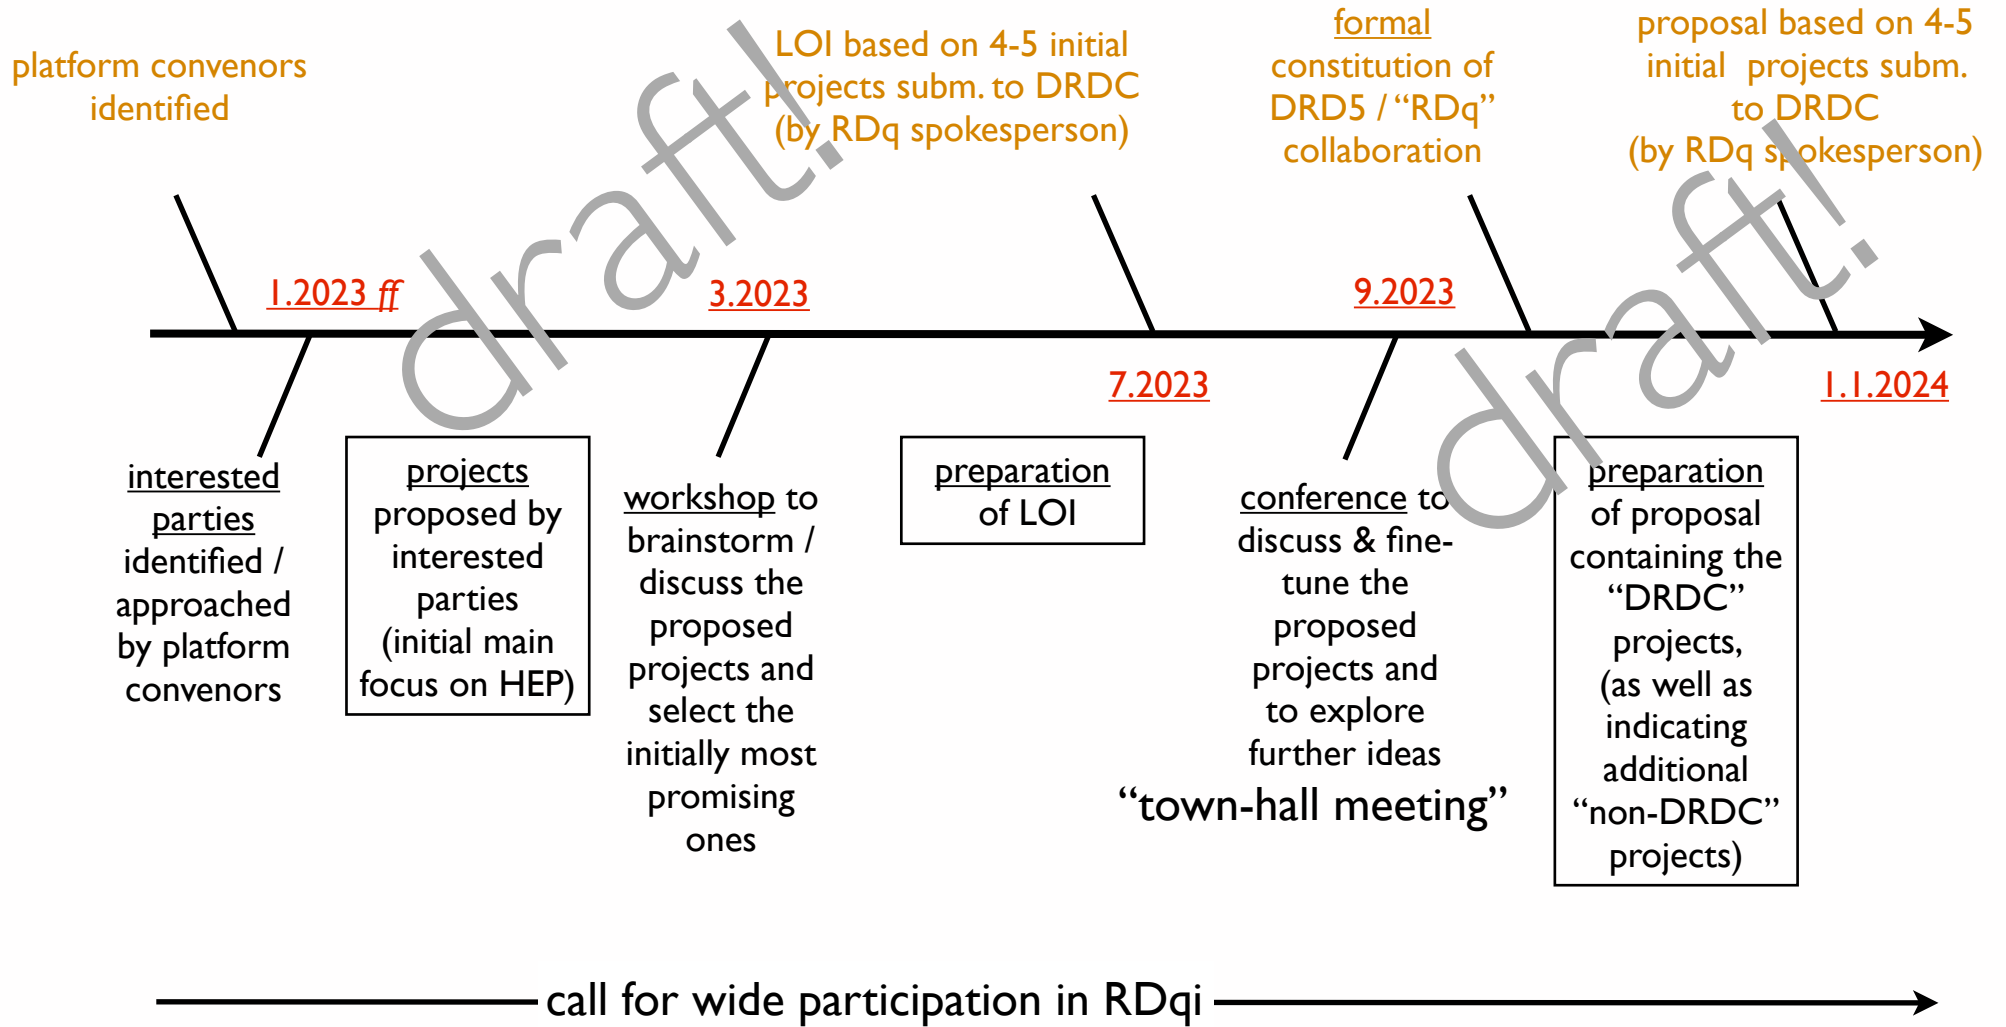 platform convenors
identified
LOI based on 4-5 initial
projects subm. to DRDC
(by RDq spokesperson)
formal
constitution of
DRD5 / “RDq”
collaboration
proposal based on 4-5
initial projects subm.
to DRDC
(by RDq spokesperson)
draft!
draft!
1.2023 ff
3.2023
9.2023
7.2023
1.1.2024
interested
parties
identified /
approached
by platform
convenors
projects
proposed by
interested
parties
(initial main
focus on HEP)
workshop to
brainstorm /
discuss the
proposed
projects and
select the
initially most
promising
ones
preparation
of LOI
conference to
discuss & fine-
tune the
proposed
projects and
to explore
further ideas
“town-hall meeting”
preparation
of proposal
containing the
“DRDC”
projects,
(as well as
indicating
additional
“non-DRDC”
projects)
call for wide participation in RDqi